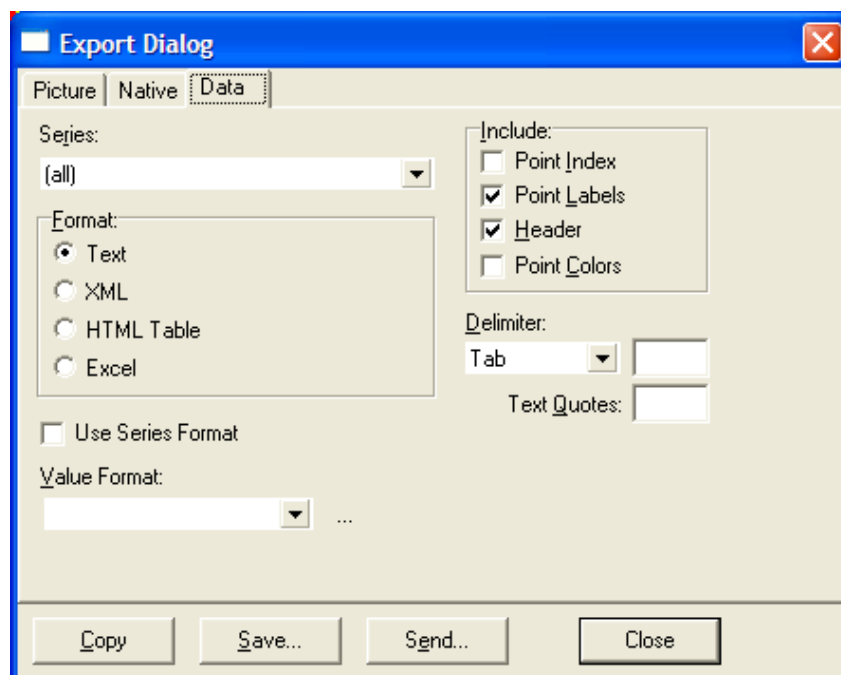 Export Dialog
Picture Native Data
Series:
(all)
Format:
Text
XML
HTML Table
Excel
Use Series Format
Value Format:
...
Include:
Point Index
Point Labels
Header
Point Colors
Delimiter:
Tab
Text Quotes:
Copy Save... Send... Close